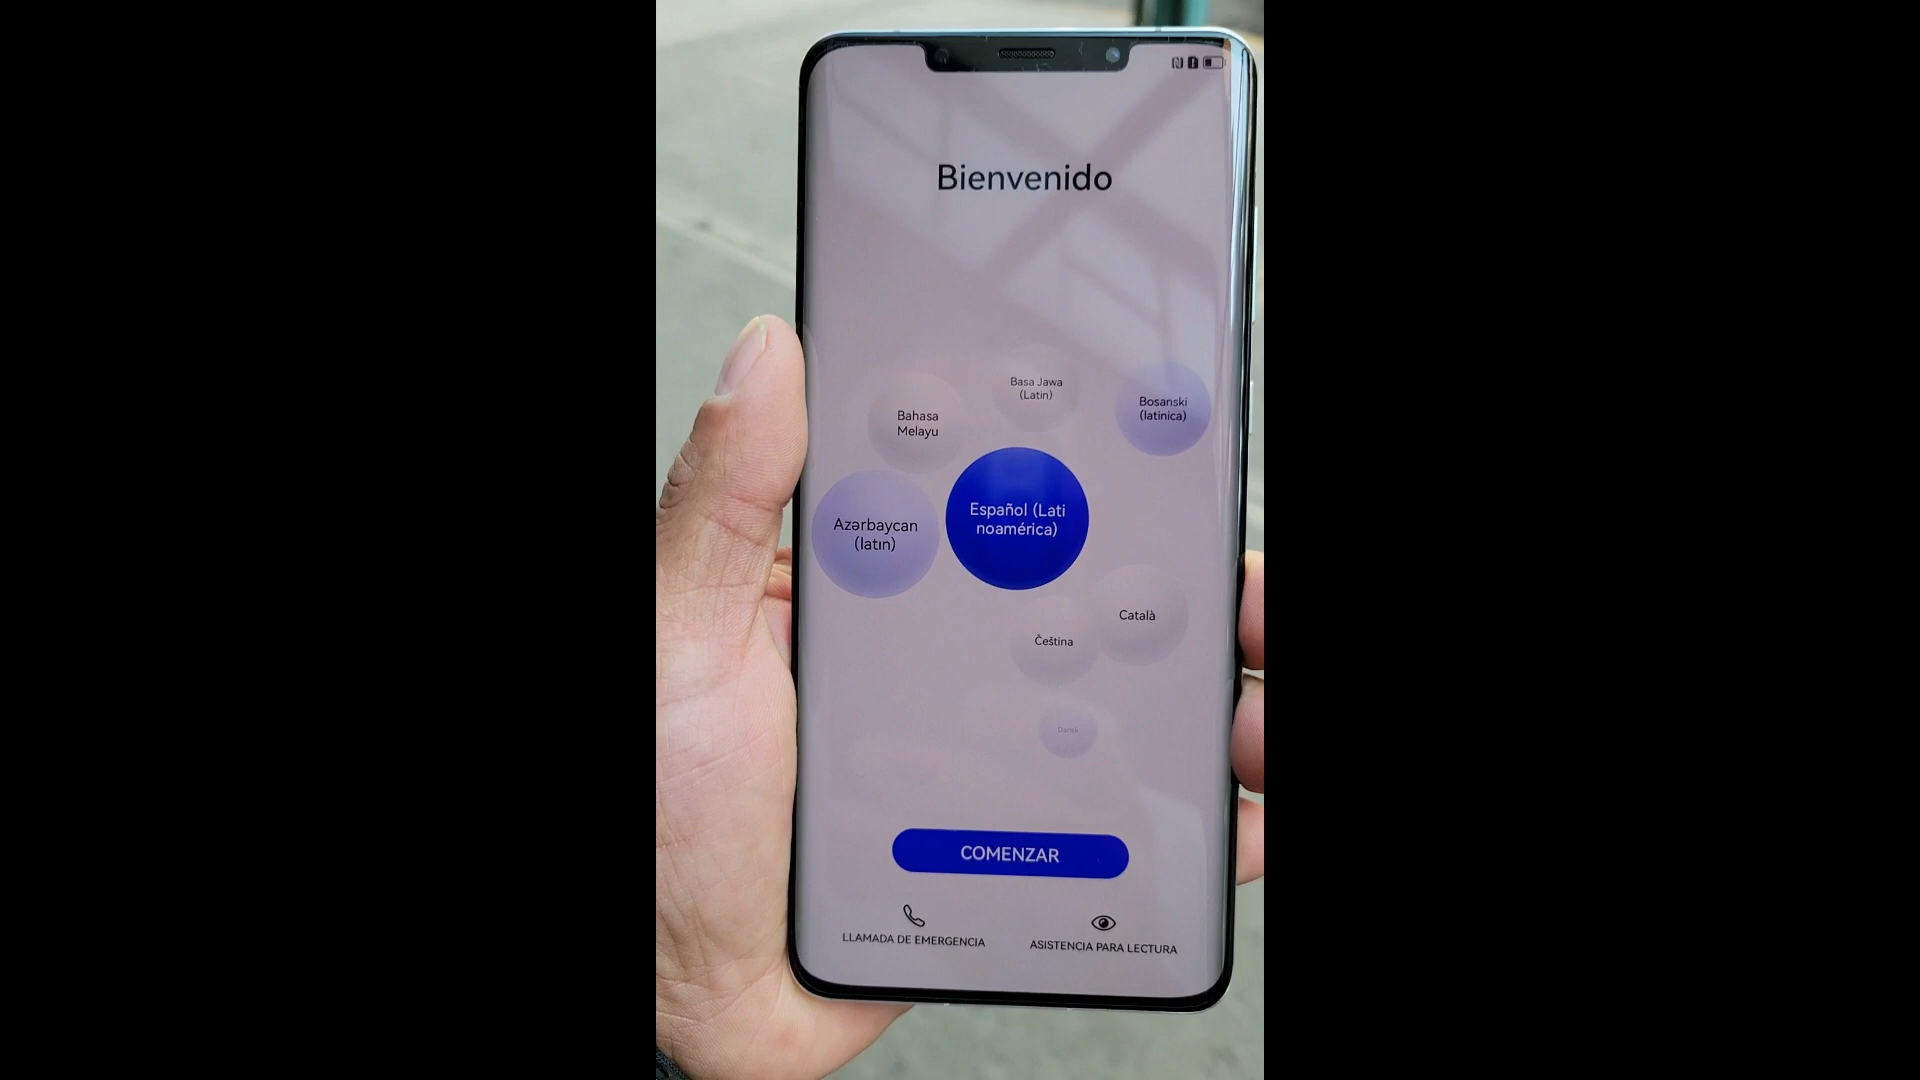 Bienvenido
Basa Jawa
(Latin)
Bosanski
(latinica)
Bahasa
Melayu
Español (Lati
noamérica)
Azərbaycan
(latın)
Català
Čeština
Dansk
COMENZAR
LLAMADA DE EMERGENCIA
ASISTENCIA PARA LECTURA